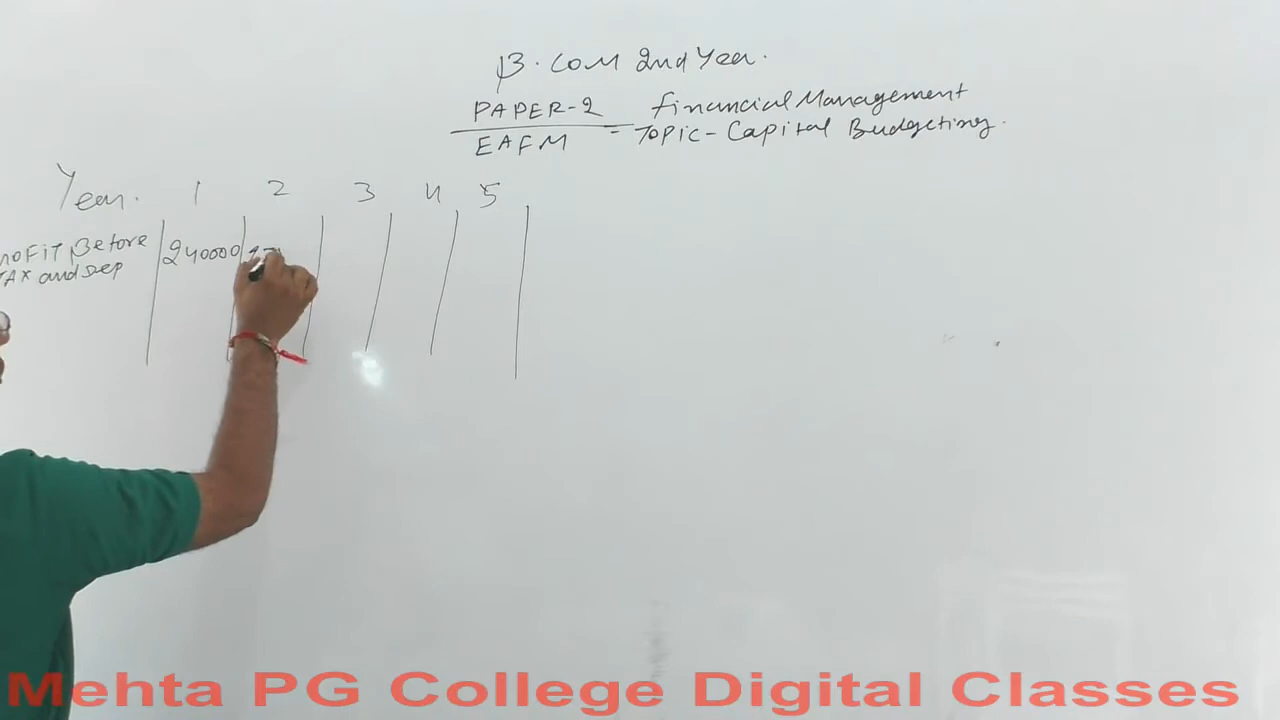 B. COM 2nd Year.
PAPER-2 financial Management
EAFM = TOPIC - Capital Budgeting.
Year. 1 2 3 4 5
roFiT Before 240000
TAX and Dep
Mehta PG College Digital Classes